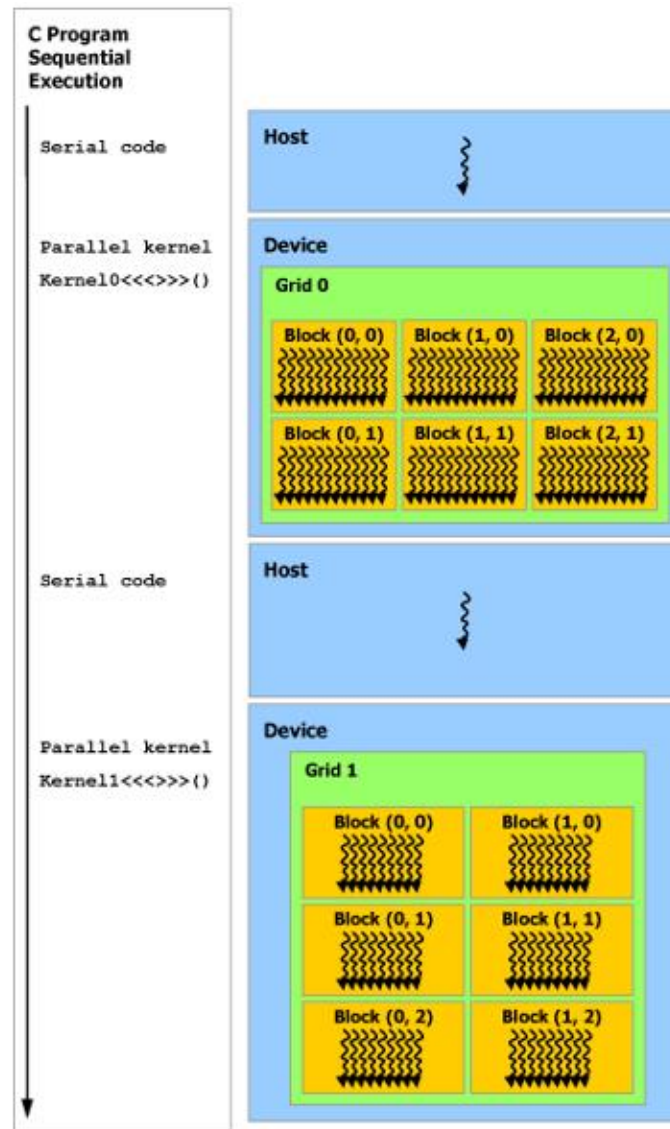 C Program
Sequential
Execution
Serial code
Host
Parallel kernel
Kernel0<<<>>>()
Device
Grid 0
Block (0, 0) Block (1, 0) Block (2, 0)
Block (0, 1) Block (1, 1) Block (2, 1)
Serial code
Host
Parallel kernel
Kernel1<<<>>>()
Device
Grid 1
Block (0, 0) Block (1, 0)
Block (0, 1) Block (1, 1)
Block (0, 2) Block (1, 2)